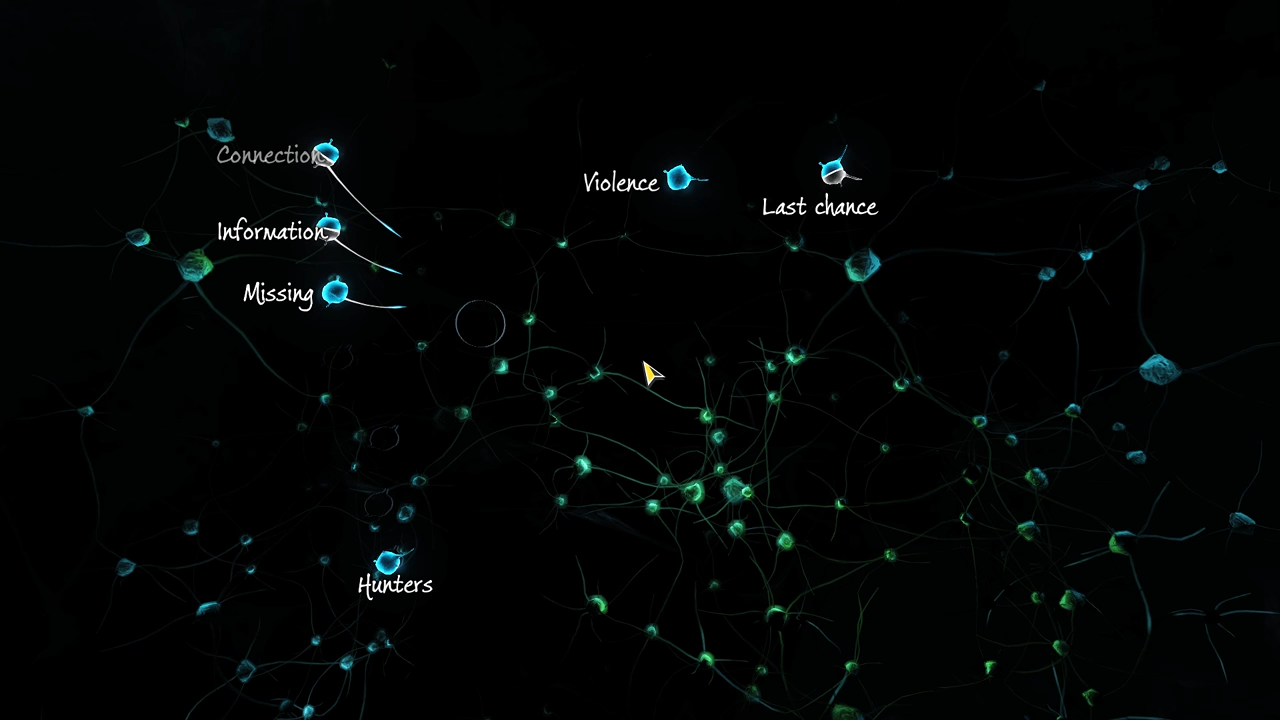 Connection
Information
Missing
Violence
Last chance
Hunters